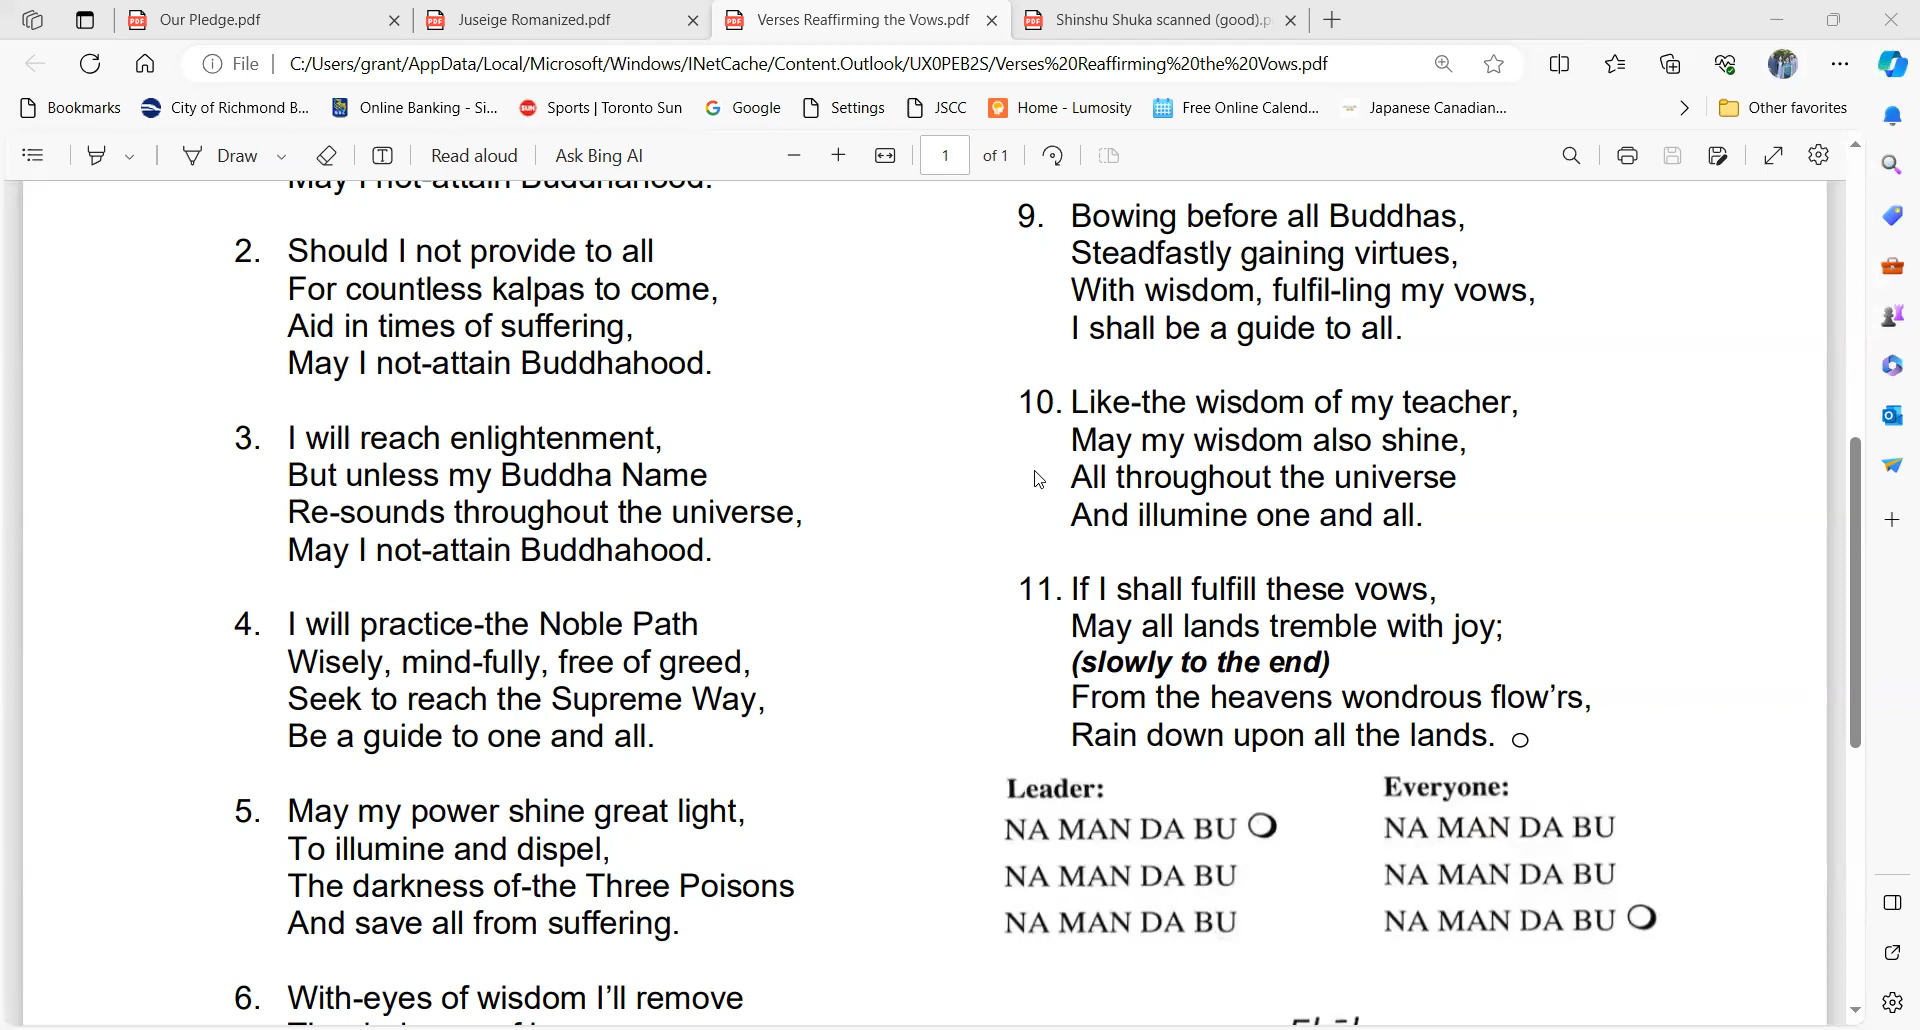 Our Pledge.pdf
Juseige Romanized.pdf
Verses Reaffirming the Vows.pdf
Shinshu Shuka scanned (good).p
File
C:/Users/grant/AppData/Local/Microsoft/Windows/INetCache/Content.Outlook/UX0PEB2S/Verses%20Reaffirming%20the%20Vows.pdf
Bookmarks
City of Richmond B...
Online Banking - Si...
Sports | Toronto Sun
Google
Settings
JSCC
Home - Lumosity
Free Online Calend...
Japanese Canadian...
Other favorites
Draw
Read aloud
Ask Bing AI
1 of 1
May I not-attain Buddhahood.
2. Should I not provide to all
For countless kalpas to come,
Aid in times of suffering,
May I not-attain Buddhahood.
3. I will reach enlightenment,
But unless my Buddha Name
Re-sounds throughout the universe,
May I not-attain Buddhahood.
4. I will practice-the Noble Path
Wisely, mind-fully, free of greed,
Seek to reach the Supreme Way,
Be a guide to one and all.
5. May my power shine great light,
To illumine and dispel,
The darkness of-the Three Poisons
And save all from suffering.
6. With-eyes of wisdom I'll remove
9. Bowing before all Buddhas,
Steadfastly gaining virtues,
With wisdom, fulfil-ling my vows,
I shall be a guide to all.
10. Like-the wisdom of my teacher,
May my wisdom also shine,
All throughout the universe
And illumine one and all.
11. If I shall fulfill these vows,
May all lands tremble with joy;
(slowly to the end)
From the heavens wondrous flow'rs,
Rain down upon all the lands.
Leader:
NA MAN DA BU
NA MAN DA BU
NA MAN DA BU
Everyone:
NA MAN DA BU
NA MAN DA BU
NA MAN DA BU